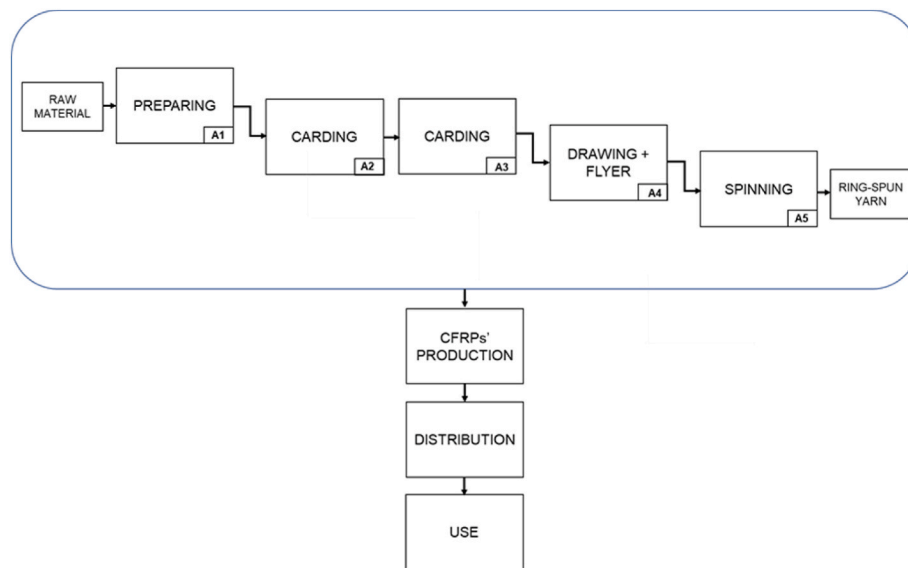 RAW
MATERIAL
PREPARING
A1
CARDING
A2
CARDING
A3
DRAWING +
FLYER
A4
SPINNING
A5
RING-SPUN
YARN
CFRPs'
PRODUCTION
DISTRIBUTION
USE